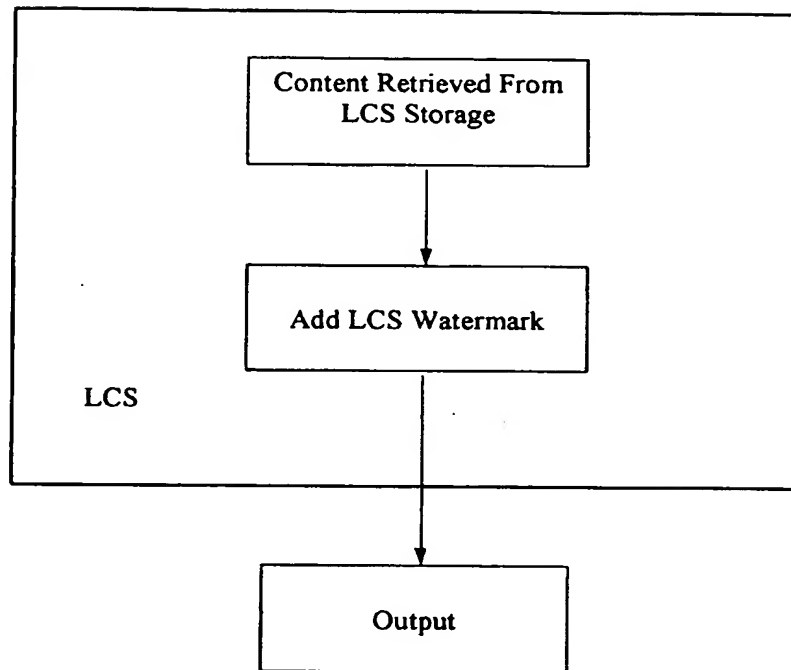 Content Retrieved From
LCS Storage
Add LCS Watermark
LCS
Output